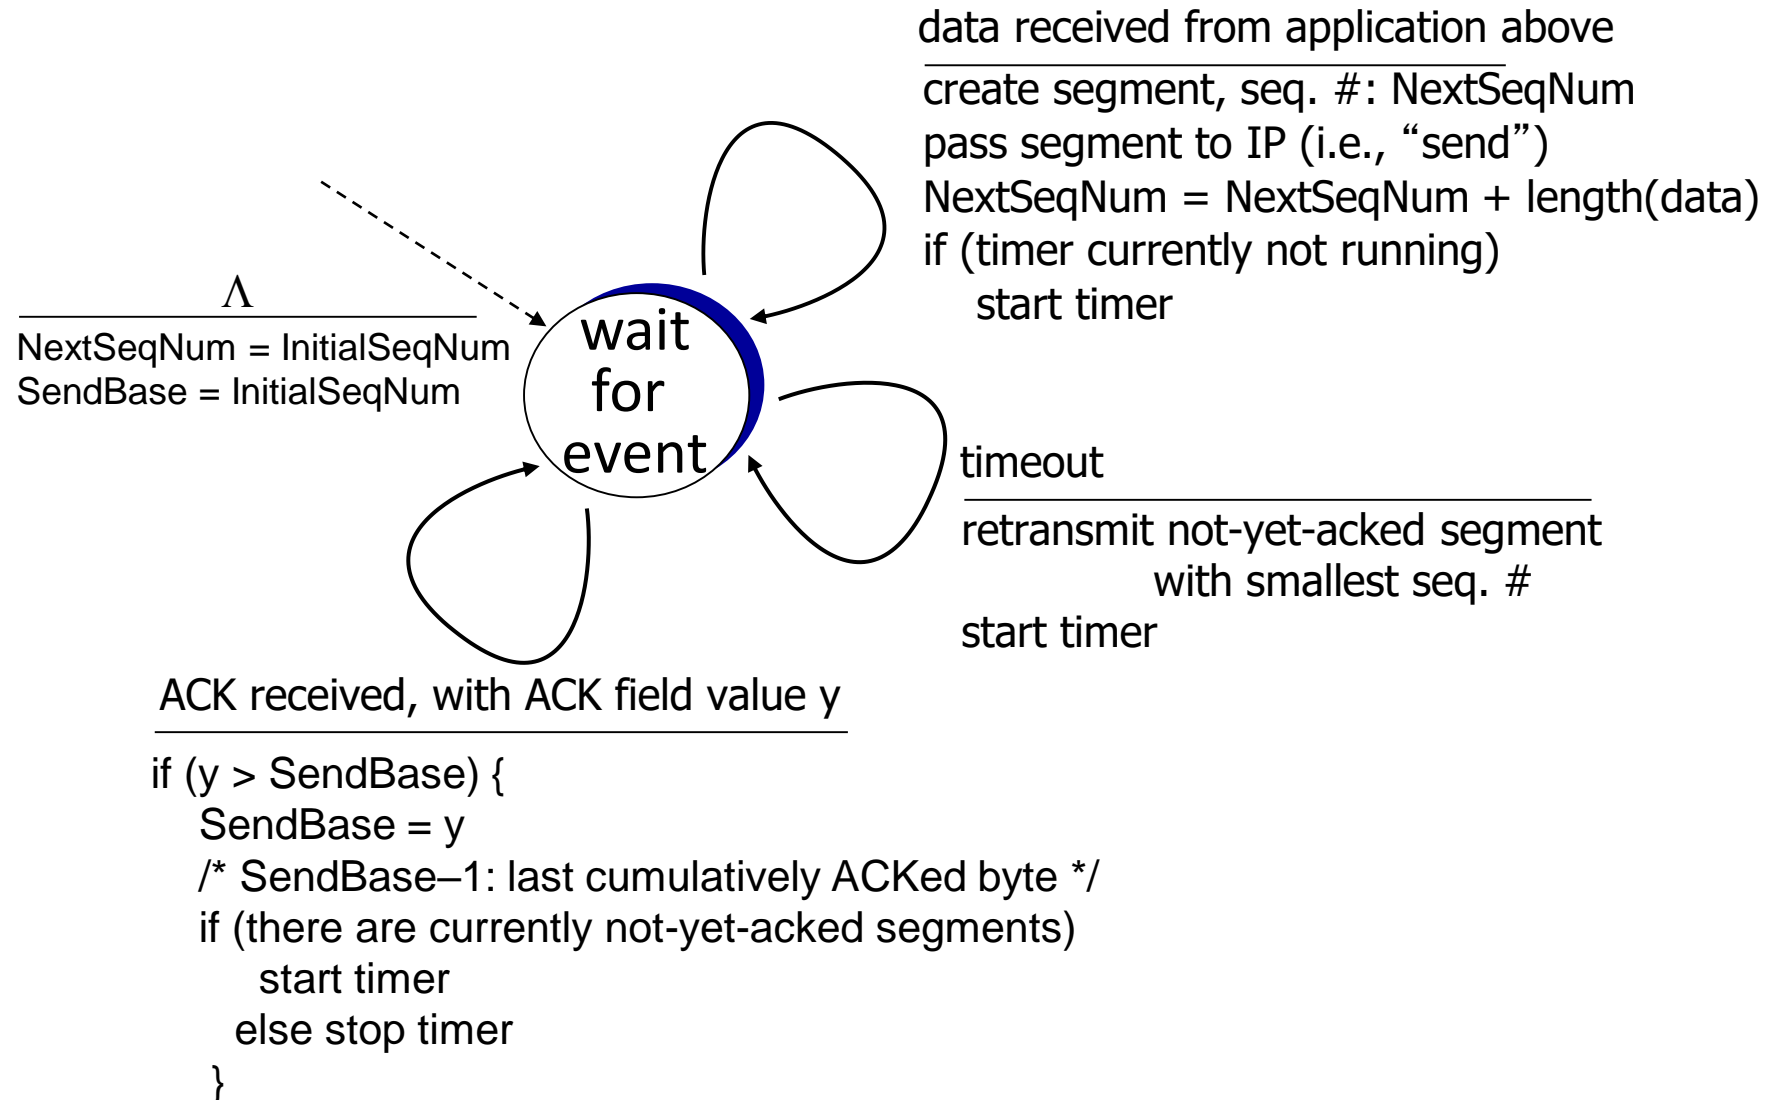 data received from application above
create segment, seq. #: NextSeqNum
pass segment to IP (i.e., “send”)
NextSeqNum = NextSeqNum + length(data)
if (timer currently not running)
start timer
Λ
NextSeqNum = InitialSeqNum
SendBase = InitialSeqNum
wait
for
event
timeout
retransmit not-yet-acked segment
with smallest seq. #
start timer
ACK received, with ACK field value y
if (y > SendBase) {
SendBase = y
/* SendBase–1: last cumulatively ACKed byte */
if (there are currently not-yet-acked segments)
start timer
else stop timer
}